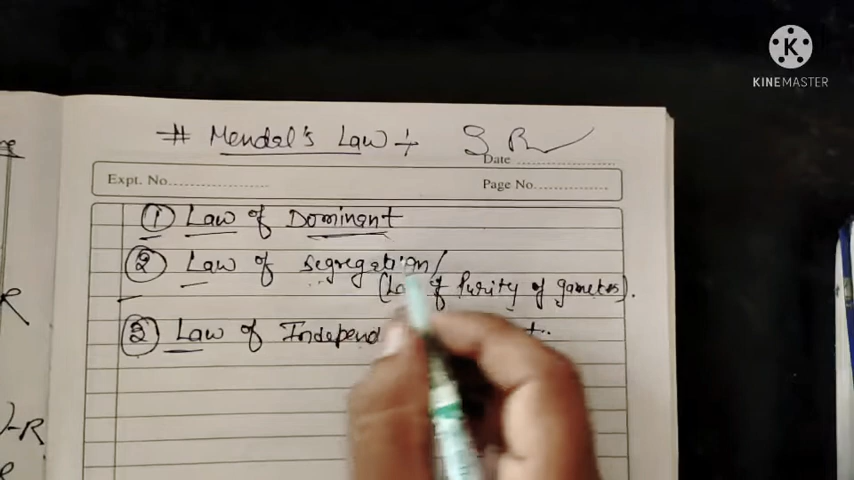 KINEMASTER
# Mendal's Law ÷
Date
Expt. No. Page No.
① Law of Dominant
② Law of Segregation/
(Law of Purity of gametes).
③ Law of Independ